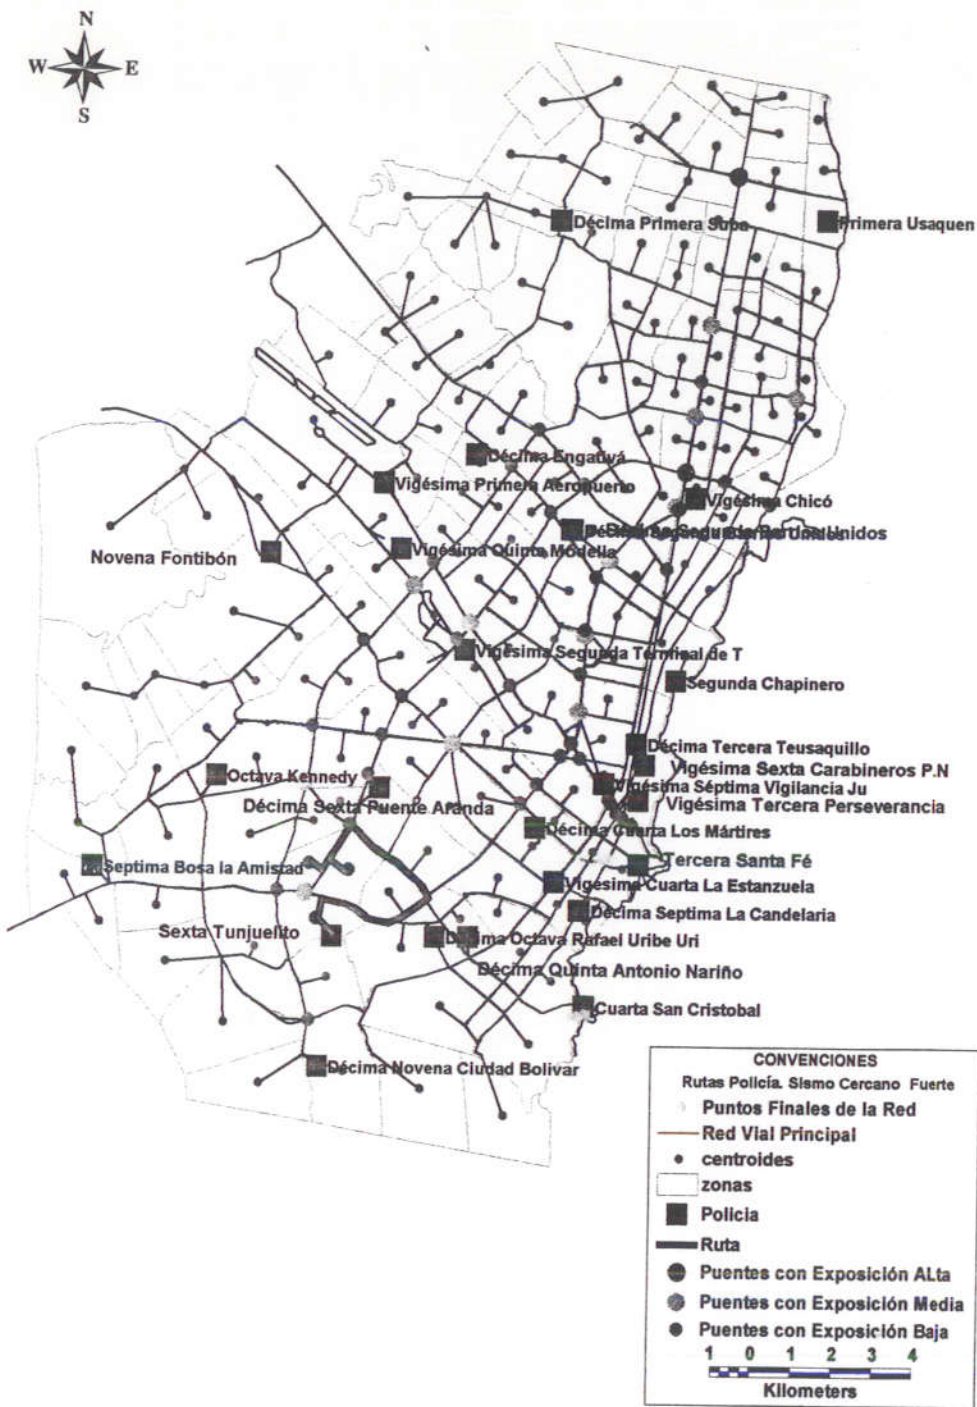 N
W E
S
Décima Primera Suba
Primera Usaquen
Décima Engativá
Vigésima Primera Aeropuerto
Vigésima Chicó
Unidos
Novena Fontibón
Vigésima Quinta Modelia
Vigésima Segunda Terminal de T
Segunda Chapinero
Décima Tercera Teusaquillo
Vigésima Sexta Carabineros P.N
Octava Kennedy
Vigésima Séptima Vigilancia Ju
Décima Sexta Puente Aranda
Vigésima Tercera Perseverancia
Décima Cuarta Los Mártires
Septima Bosa la Amistad
Tercera Santa Fé
Vigésima Cuarta La Estanzuela
Décima Septima La Candelaria
Sexta Tunjuelito
Décima Octava Rafael Uribe Uri
Décima Quinta Antonio Nariño
Cuarta San Cristobal
Décima Novena Ciudad Bolivar
CONVENCIONES
Rutas Policía. Sismo Cercano Fuerte
Puntos Finales de la Red
Red Vial Principal
centroides
zonas
Policia
Ruta
Puentes con Exposición ALta
Puentes con Exposición Media
Puentes con Exposición Baja
1 0 1 2 3 4
Kilometers